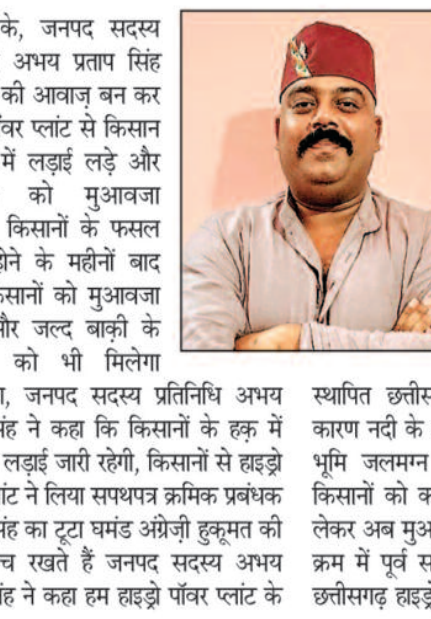 के, जनपद सदस्य
अभय प्रताप सिंह
की आवाज़ बन कर
वर प्लांट से किसान
में लड़ाई लड़े और
को मुआवजा
किसानों के फसल
होने के महीनों बाद
कसानों को मुआवजा
और जल्द बाक़ी के
को भी मिलेगा
ा, जनपद सदस्य प्रतिनिधि अभय
संह ने कहा कि किसानों के हक़ में
लड़ाई जारी रहेगी, किसानों से हाइड्रो
लांट ने लिया सपथपत्र क्रमिक प्रबंधक
संह का टूटा घमंड अंग्रेज़ी हुकूमत की
च रखते हैं जनपद सदस्य अभय
संह ने कहा हम हाइड्रो पॉवर प्लांट के
स्थापित छत्तीस
कारण नदी के
भूमि जलमग्न
किसानों को क
लेकर अब मुअ
क्रम में पूर्व स
छत्तीसगढ़ हाइड्रे